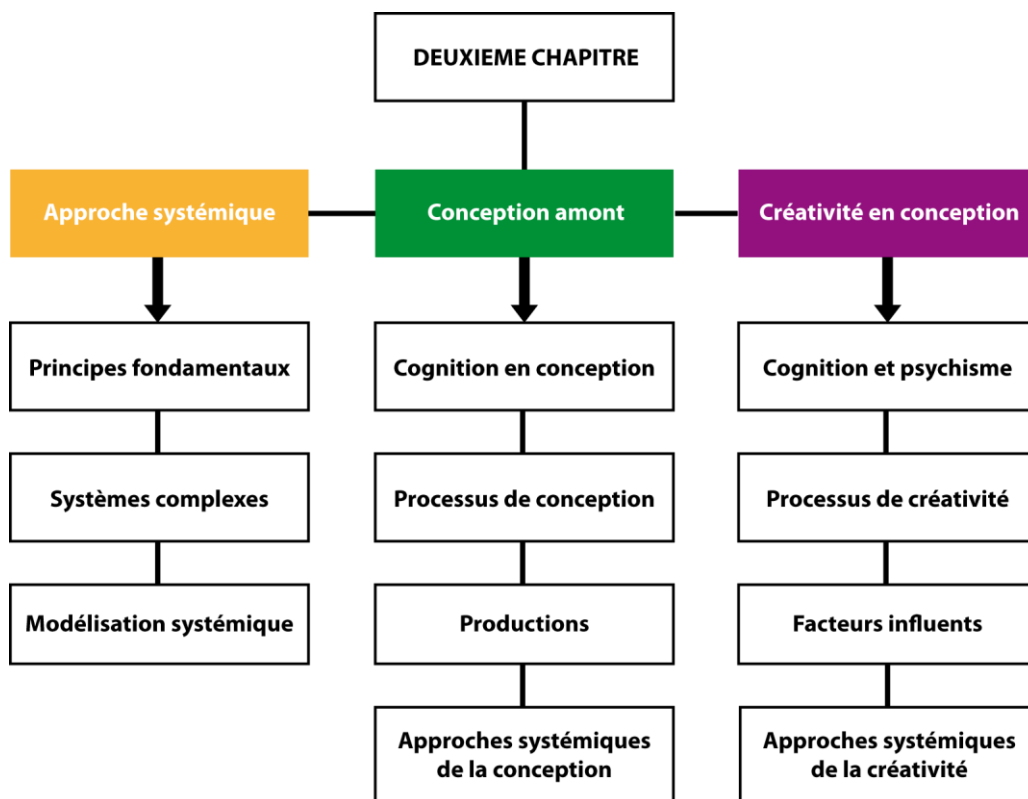 DEUXIEME CHAPITRE
Approche systémique
Conception amont
Créativité en conception
Principes fondamentaux
Cognition en conception
Cognition et psychisme
Systèmes complexes
Processus de conception
Processus de créativité
Modélisation systémique
Productions
Facteurs influents
Approches systémiques
de la conception
Approches systémiques
de la créativité